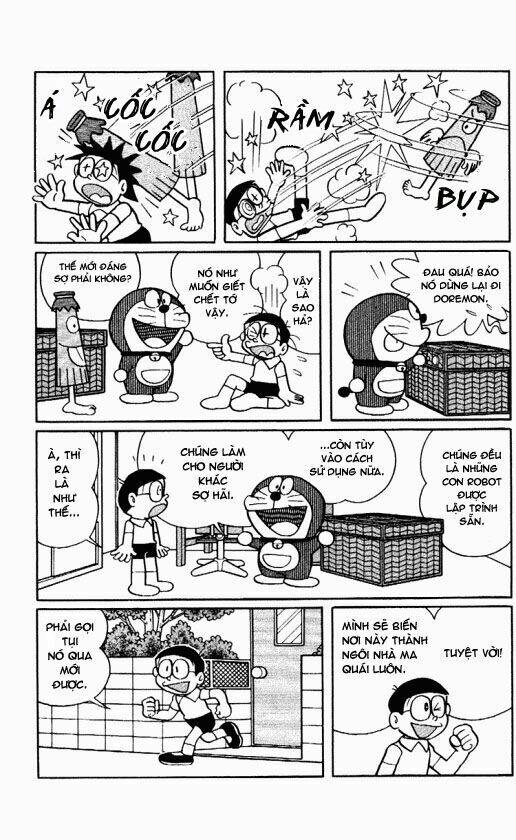 RẦM
BỤP
Á
CỐC
CỐC
ĐAU QUÁ! BẢO
NÓ DỪNG LẠI ĐI
DOREMON.
VẬY
LÀ
SAO
HẢ?
NÓ NHƯ
MUỐN GIẾT
CHẾT TỚ
VẬY.
THẾ MỚI ĐÁNG
SỢ PHẢI KHÔNG?
CHÚNG ĐỀU
LÀ NHỮNG
CON ROBOT
ĐƯỢC
LẬP TRÌNH
SẴN.
...CÒN TÙY
VÀO CÁCH
SỬ DỤNG NỮA.
CHÚNG LÀM
CHO NGƯỜI
KHÁC
SỢ HÃI.
À, THÌ
RA
LÀ
NHƯ
THẾ...
TUYỆT VỜI!
MÌNH SẼ BIẾN
NƠI NÀY THÀNH
NGÔI NHÀ MA
QUÁI LUÔN.
PHẢI GỌI
TỤI
NÓ QUA
MỚI
ĐƯỢC.